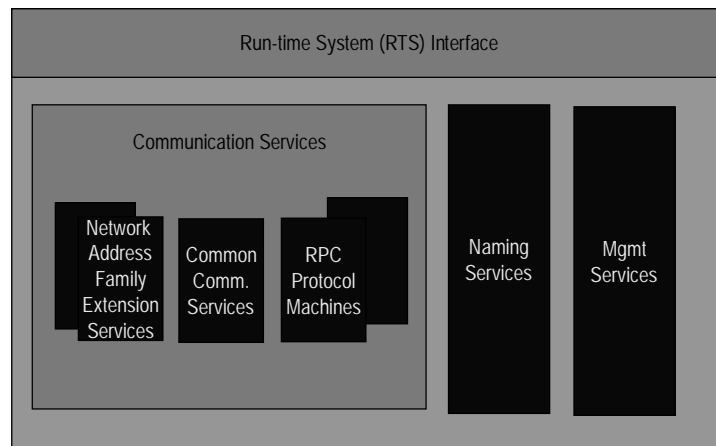 Run-time System (RTS) Interface
Communication Services
Network
Address
Family
Extension
Services
Common
Comm.
Services
RPC
Protocol
Machines
Naming
Services
Mgmt
Services